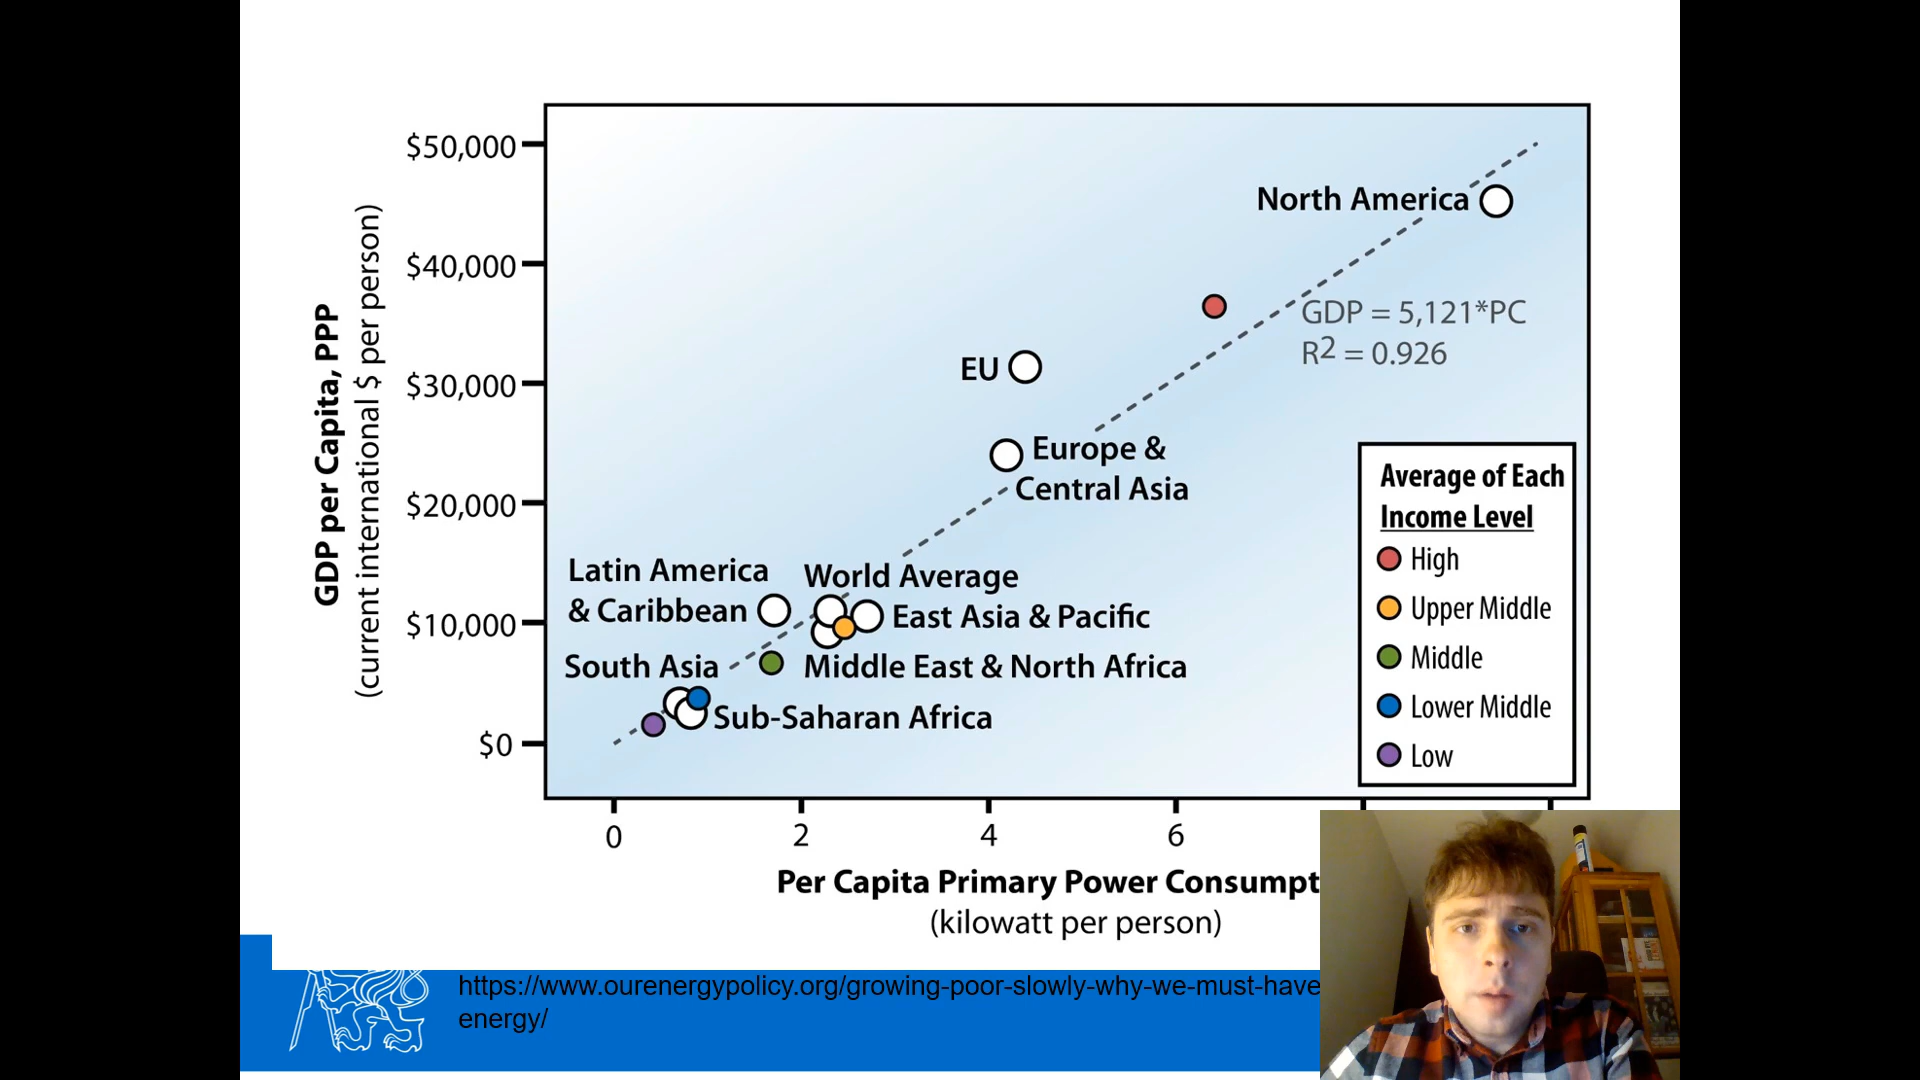 $50,000
$40,000
$30,000
$20,000
$10,000
$0
GDP per Capita, PPP
(current international $ per person)
North America
GDP = 5,121*PC
R2 = 0.926
EU
Europe &
Central Asia
Latin America
& Caribbean
World Average
East Asia & Pacific
South Asia
Middle East & North Africa
Sub-Saharan Africa
Average of Each
Income Level
High
Upper Middle
Middle
Lower Middle
Low
0
2
4
6
Per Capita Primary Power Consumpt
(kilowatt per person)
https://www.ourenergypolicy.org/growing-poor-slowly-why-we-must-have
energy/